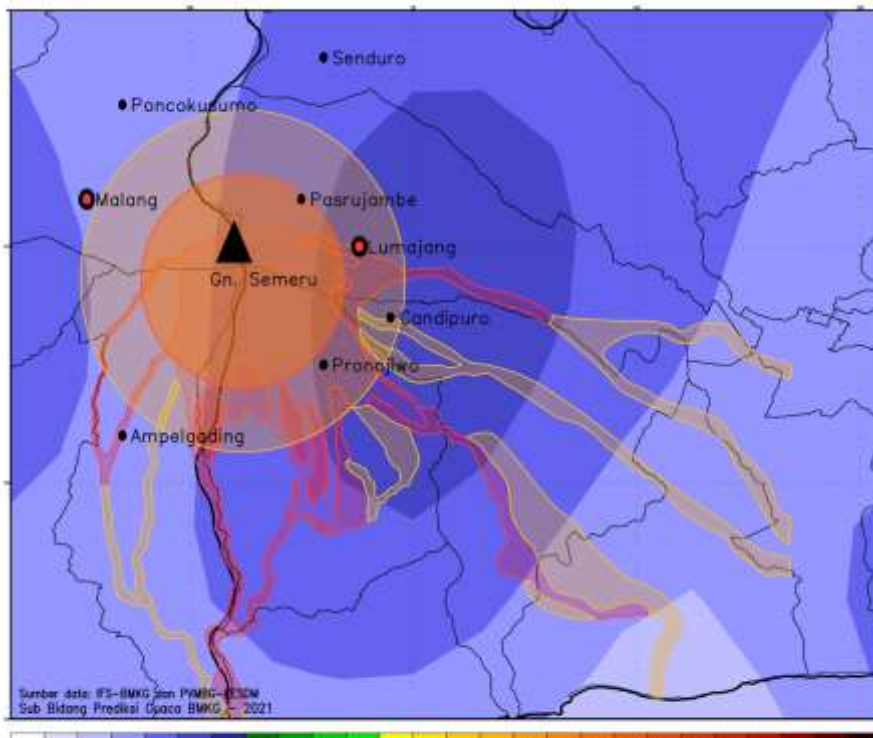 Senduro
Poncokusumo
Malang
Pasrujambe
Lumajang
Gn. Semeru
Candipuro
Pronojiwo
Ampelgading
Sumber data: IFS-BMKG dan PVMBG-ESDM
Sub Bidang Prediksi Cuaca BMKG 2021